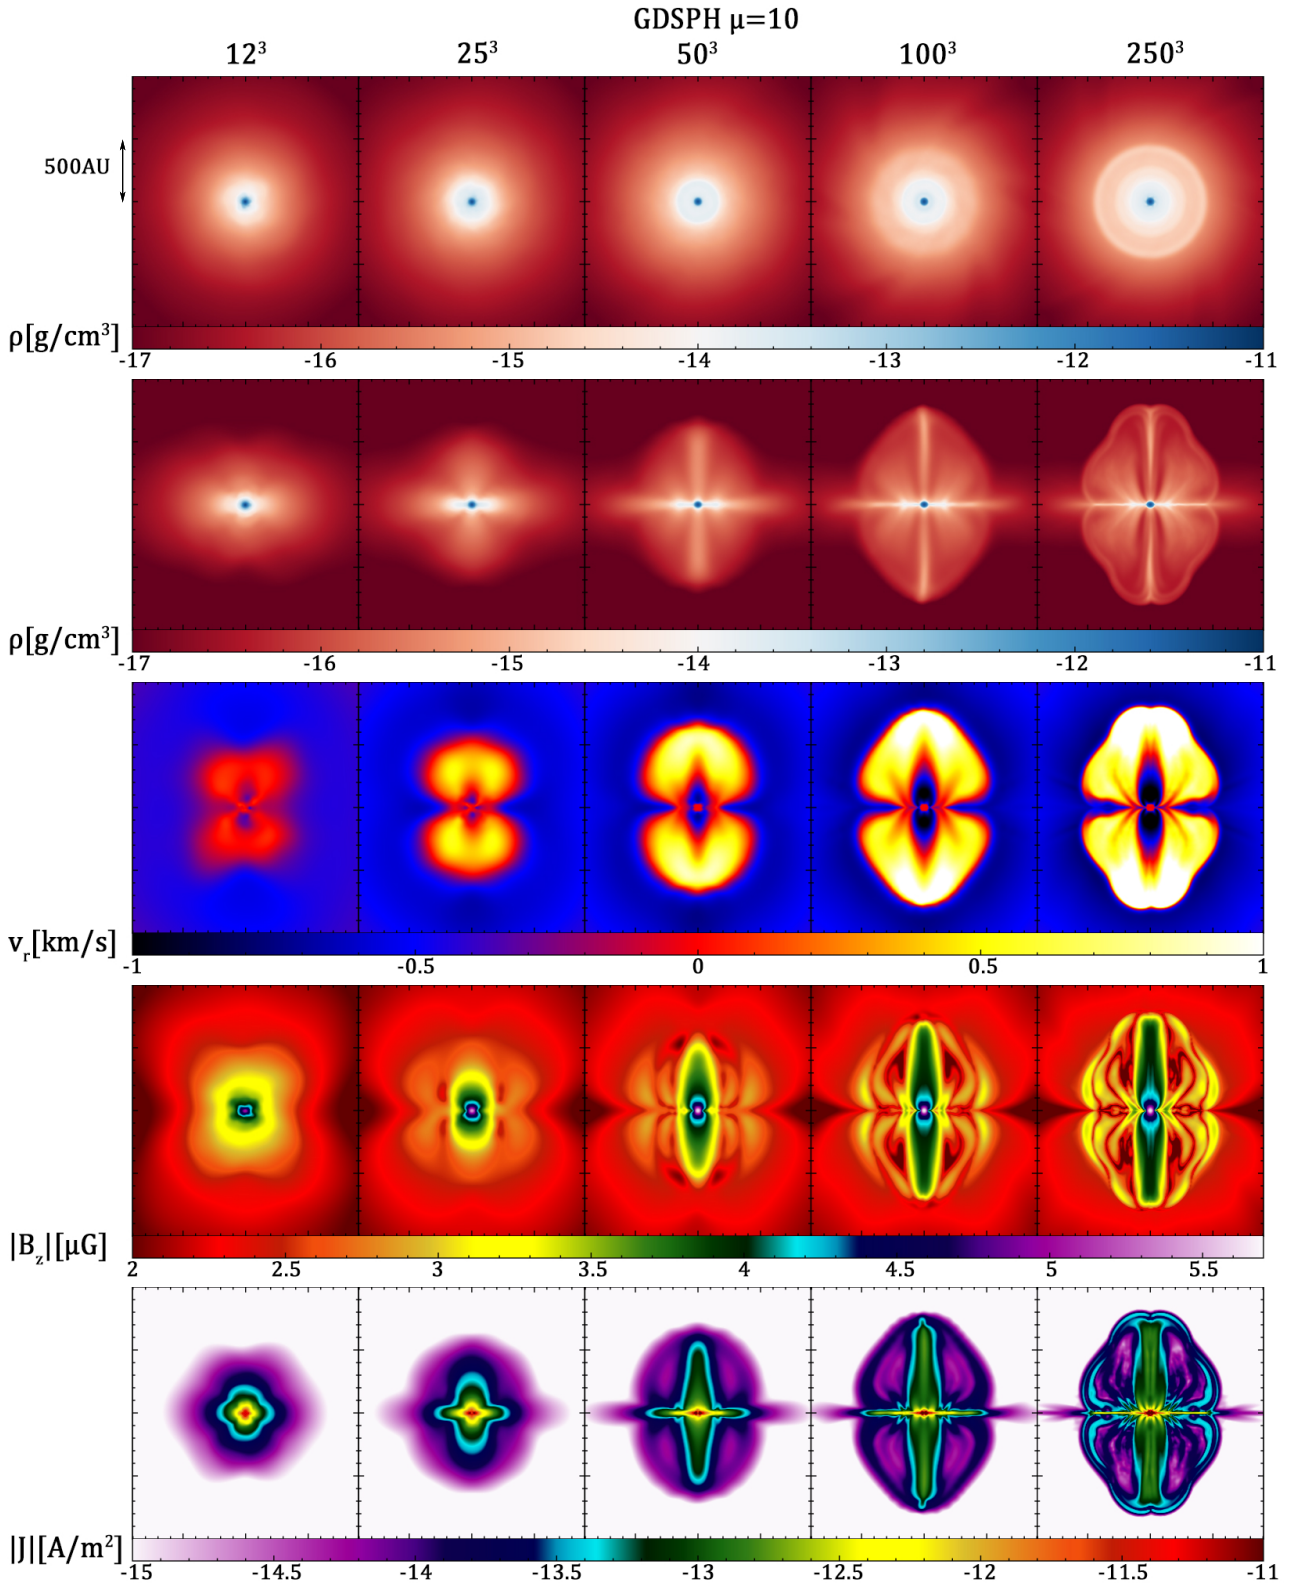 GDSPH μ=10
12³ 25³ 50³ 100³ 250³
500AU
ρ[g/cm³]
-17 -16 -15 -14 -13 -12 -11
ρ[g/cm³]
-17 -16 -15 -14 -13 -12 -11
vᵣ[km/s]
-1 -0.5 0 0.5 1
|B_z|[μG]
2 2.5 3 3.5 4 4.5 5 5.5
|J|[A/m²]
-15 -14.5 -14 -13.5 -13 -12.5 -12 -11.5 -11